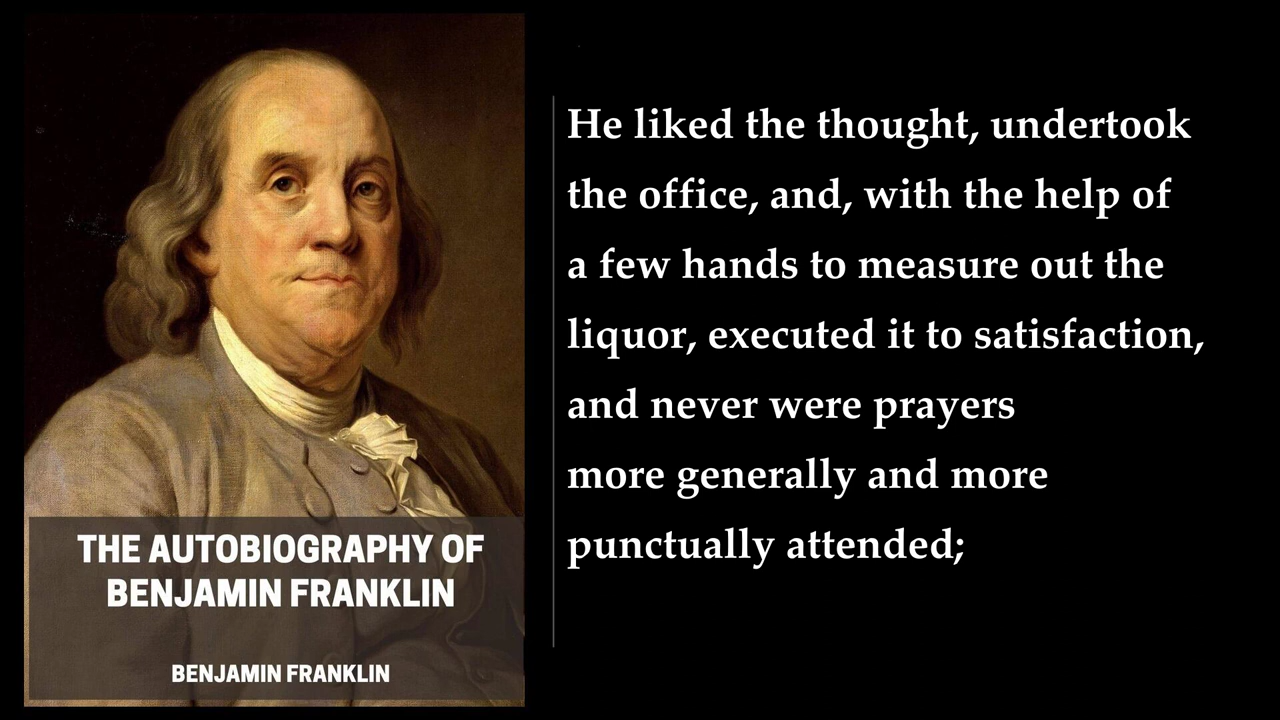 THE AUTOBIOGRAPHY OF
BENJAMIN FRANKLIN
BENJAMIN FRANKLIN
He liked the thought, undertook
the office, and, with the help of
a few hands to measure out the
liquor, executed it to satisfaction,
and never were prayers
more generally and more
punctually attended;